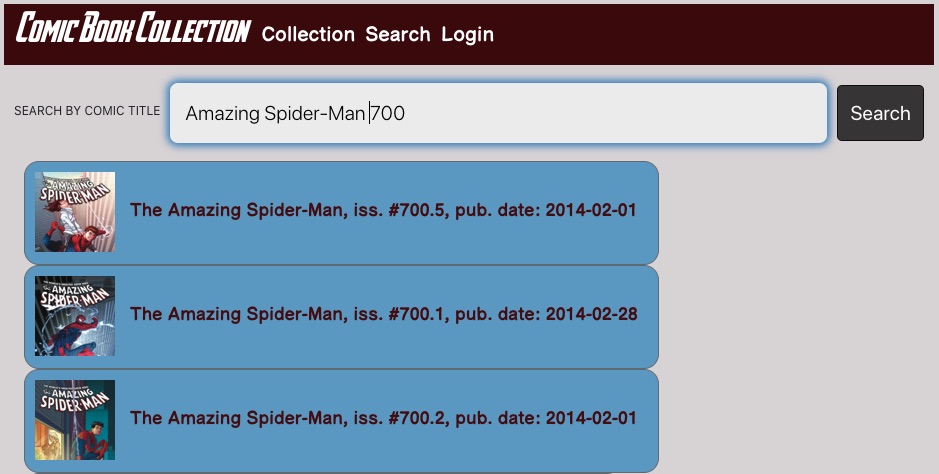 Comic Book Collection Collection Search Login
SEARCH BY COMIC TITLE Amazing Spider-Man 700 Search
AMAZING
SPIDER-MAN
The Amazing Spider-Man, iss. #700.5, pub. date: 2014-02-01
AMAZING
SPIDER-MAN
The Amazing Spider-Man, iss. #700.1, pub. date: 2014-02-28
AMAZING
SPIDER-MAN
The Amazing Spider-Man, iss. #700.2, pub. date: 2014-02-01